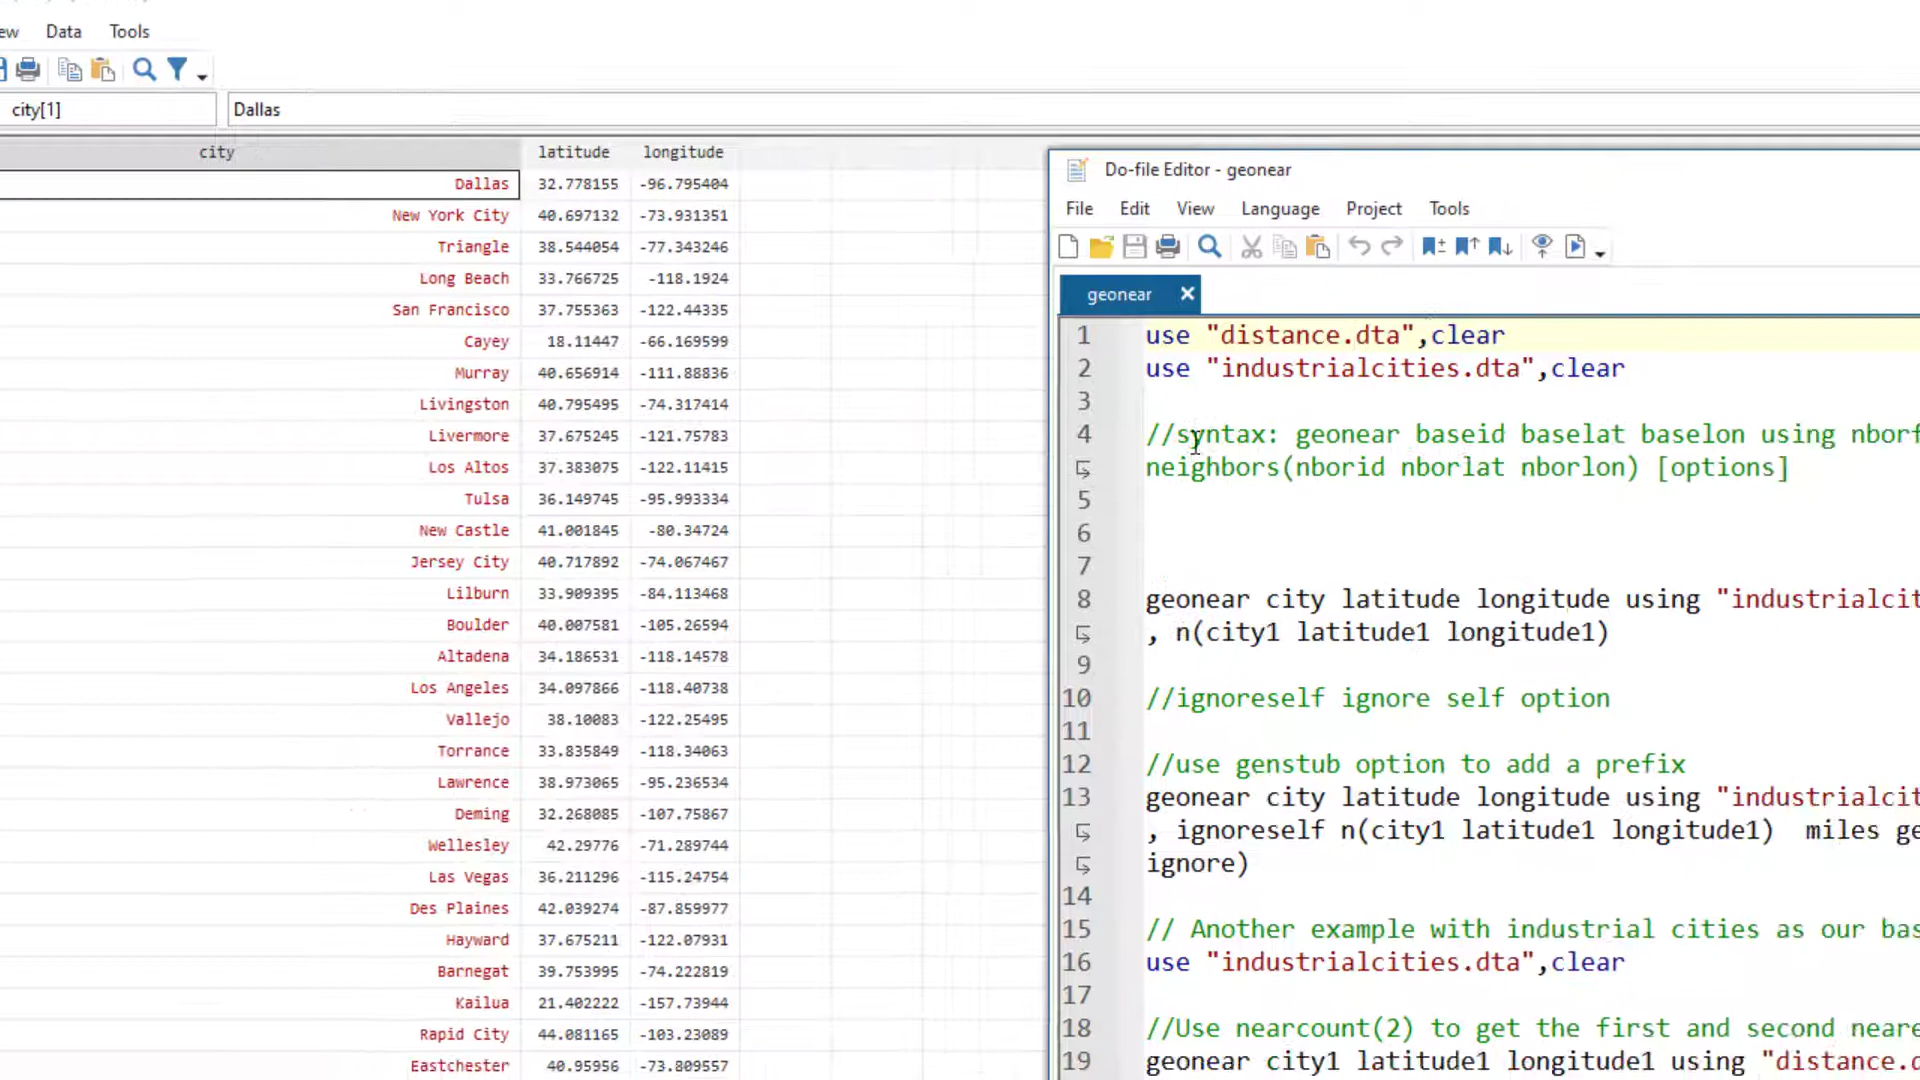 Data Tools
city[1] Dallas
city latitude longitude
Dallas 32.778155 -96.795404
New York City 40.697132 -73.931351
Triangle 38.544054 -77.343246
Long Beach 33.766725 -118.1924
San Francisco 37.755363 -122.44335
Cayey 18.11447 -66.169599
Murray 40.656914 -111.88836
Livingston 40.795495 -74.317414
Livermore 37.675245 -121.75783
Los Altos 37.383075 -122.11415
Tulsa 36.149745 -95.993334
New Castle 41.001845 -80.34724
Jersey City 40.717892 -74.067467
Lilburn 33.909395 -84.113468
Boulder 40.007581 -105.26594
Altadena 34.186531 -118.14578
Los Angeles 34.097866 -118.40738
Vallejo 38.10083 -122.25495
Torrance 33.835849 -118.34063
Lawrence 38.973065 -95.236534
Deming 32.268085 -107.75867
Wellesley 42.29776 -71.289744
Las Vegas 36.211296 -115.24754
Des Plaines 42.039274 -87.859977
Hayward 37.675211 -122.07931
Barnegat 39.753995 -74.222819
Kailua 21.402222 -157.73944
Rapid City 44.081165 -103.23089
Eastchester 40.95956 -73.809557
Do-file Editor - geonear
File Edit View Language Project Tools
geonear
1 use "distance.dta",clear
2 use "industrialcities.dta",clear
3
4 //syntax: geonear baseid baselat baselon using nborf
neighbors(nborid nborlat nborlon) [options]
5
6
7
8 geonear city latitude longitude using "industrialcit
, n(city1 latitude1 longitude1)
9
10 //ignoreself ignore self option
11
12 //use genstub option to add a prefix
13 geonear city latitude longitude using "industrialcit
, ignoreself n(city1 latitude1 longitude1)  miles ge
ignore)
14
15 // Another example with industrial cities as our bas
16 use "industrialcities.dta",clear
17
18 //Use nearcount(2) to get the first and second neare
19 geonear city1 latitude1 longitude1 using "distance.d